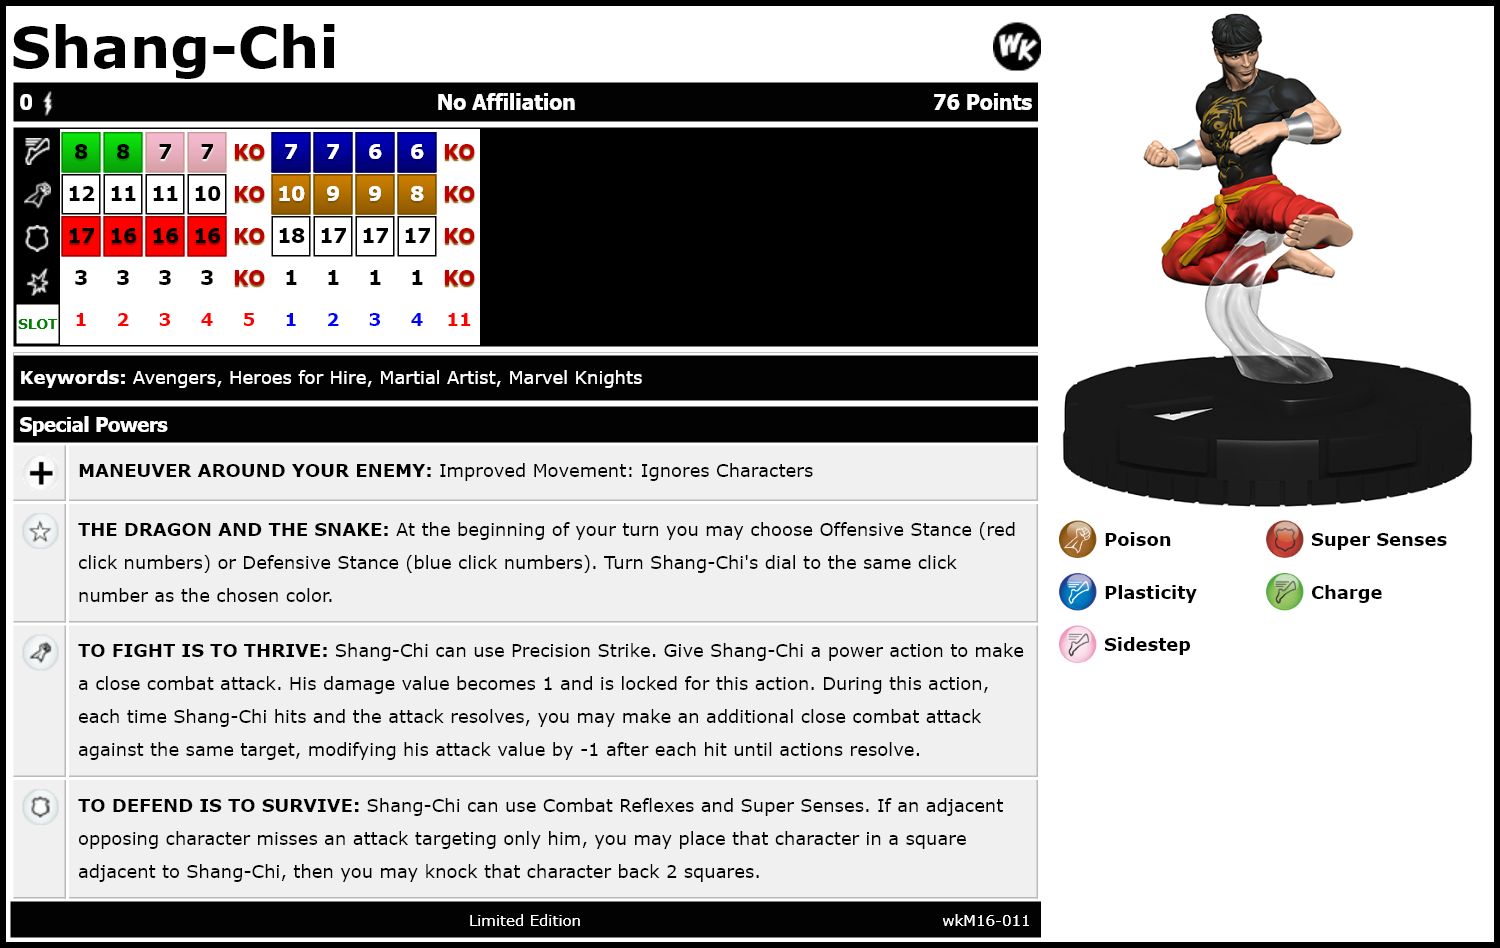 Shang-Chi
WK
0 No Affiliation 76 Points
8 8 7 7 KO 7 7 6 6 KO
12 11 11 10 KO 10 9 9 8 KO
17 16 16 16 KO 18 17 17 17 KO
3 3 3 3 KO 1 1 1 1 KO
SLOT 1 2 3 4 5 1 2 3 4 11
Keywords: Avengers, Heroes for Hire, Martial Artist, Marvel Knights
Special Powers
MANEUVER AROUND YOUR ENEMY: Improved Movement: Ignores Characters
THE DRAGON AND THE SNAKE: At the beginning of your turn you may choose Offensive Stance (red
click numbers) or Defensive Stance (blue click numbers). Turn Shang-Chi's dial to the same click
number as the chosen color.
TO FIGHT IS TO THRIVE: Shang-Chi can use Precision Strike. Give Shang-Chi a power action to make
a close combat attack. His damage value becomes 1 and is locked for this action. During this action,
each time Shang-Chi hits and the attack resolves, you may make an additional close combat attack
against the same target, modifying his attack value by -1 after each hit until actions resolve.
TO DEFEND IS TO SURVIVE: Shang-Chi can use Combat Reflexes and Super Senses. If an adjacent
opposing character misses an attack targeting only him, you may place that character in a square
adjacent to Shang-Chi, then you may knock that character back 2 squares.
Limited Edition wkM16-011
Poison Super Senses
Plasticity Charge
Sidestep